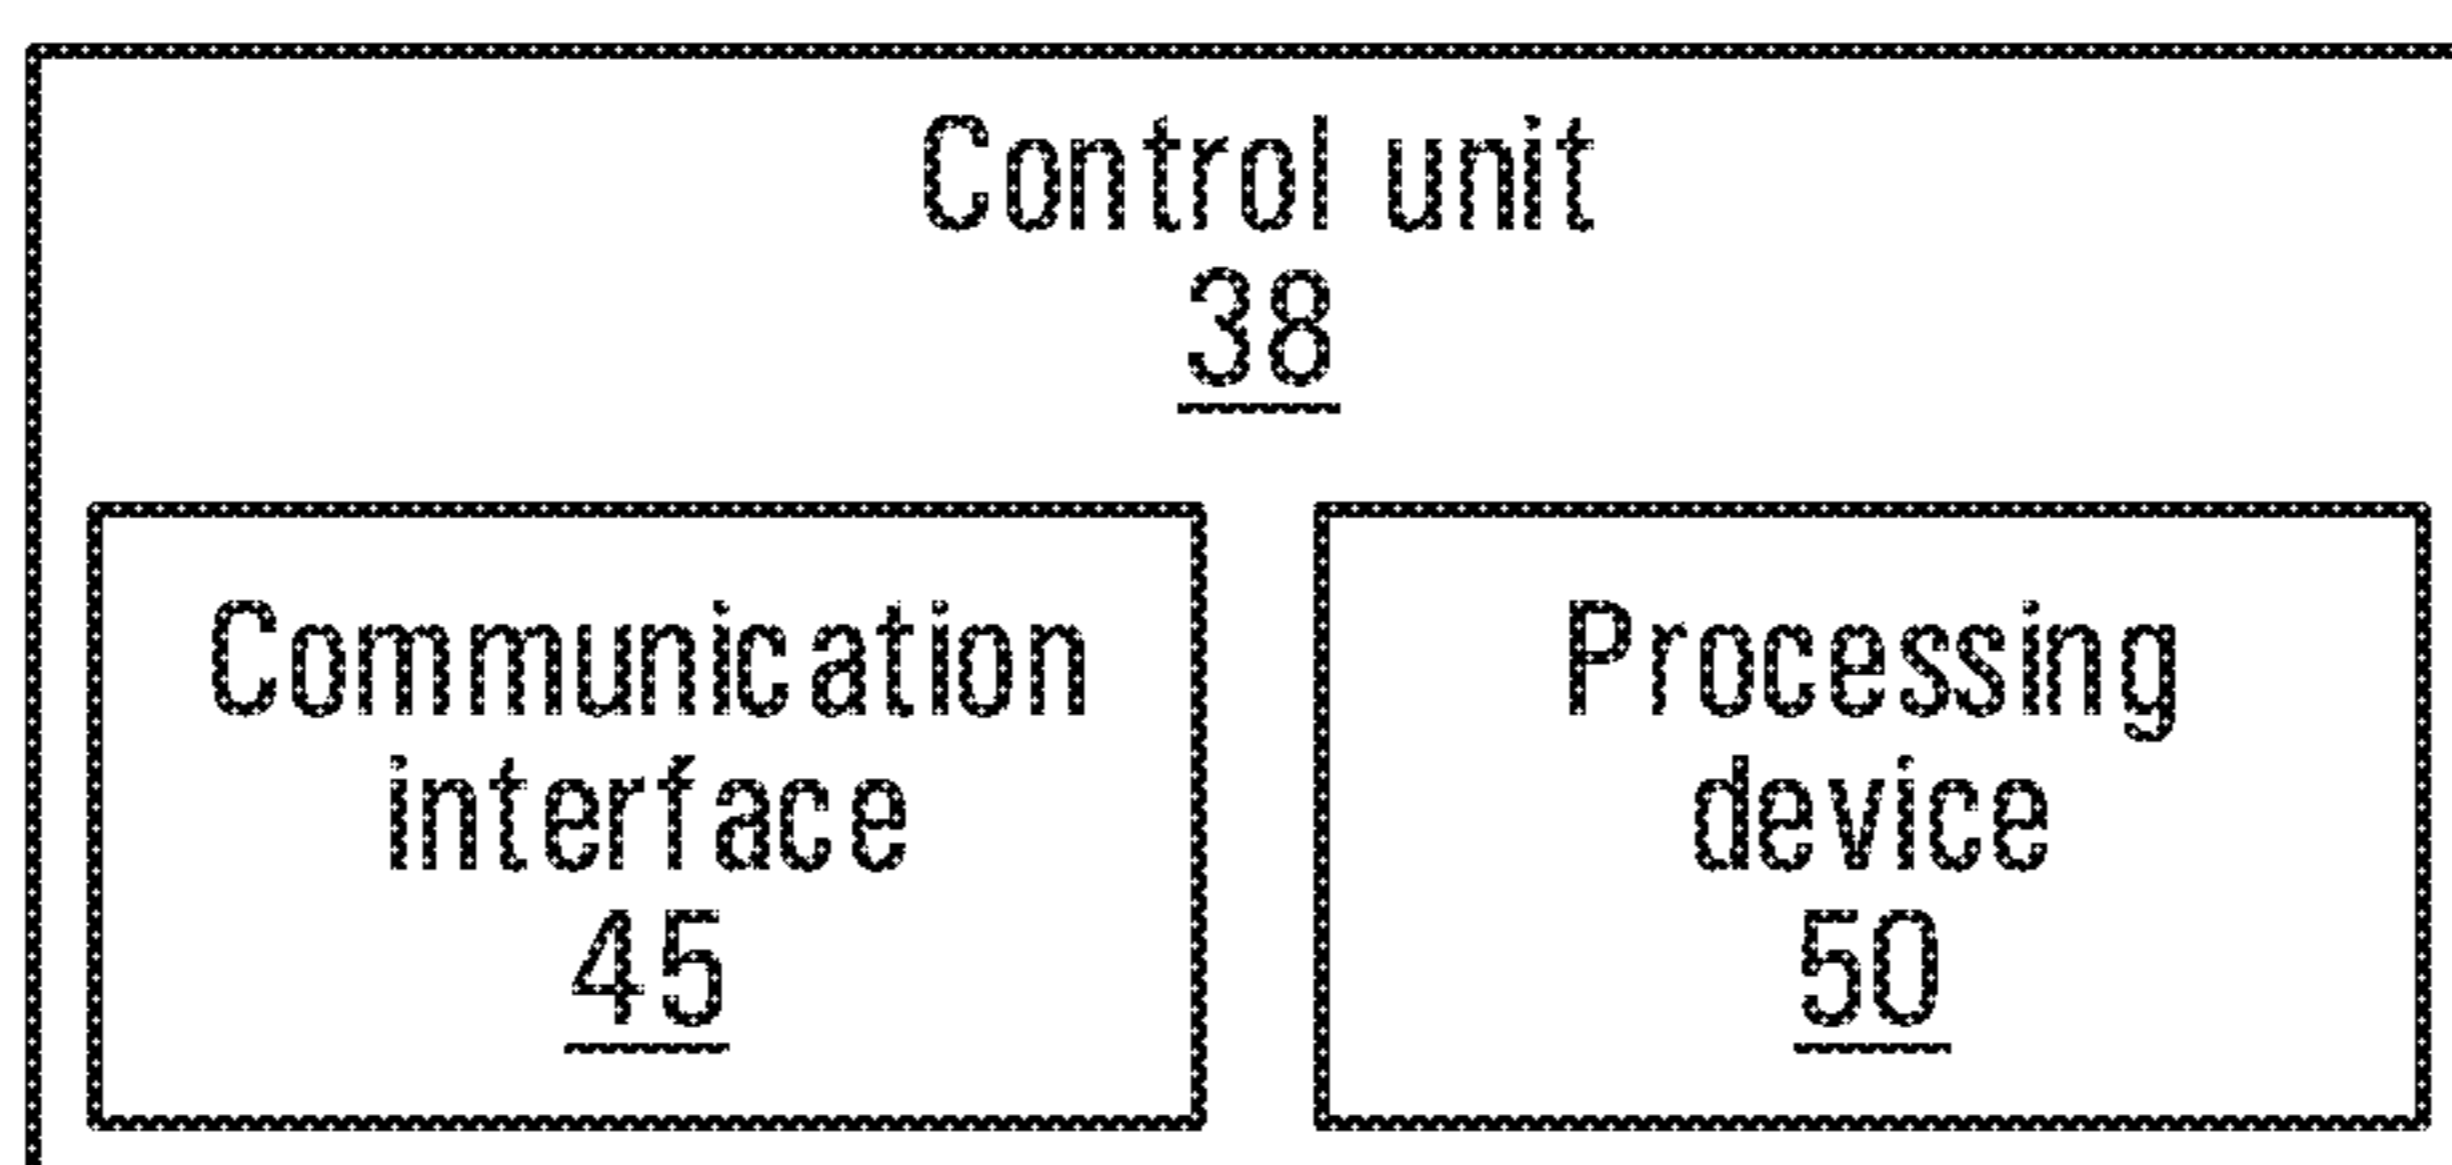 Control unit
38
Communication
interface
45
Processing
device
50